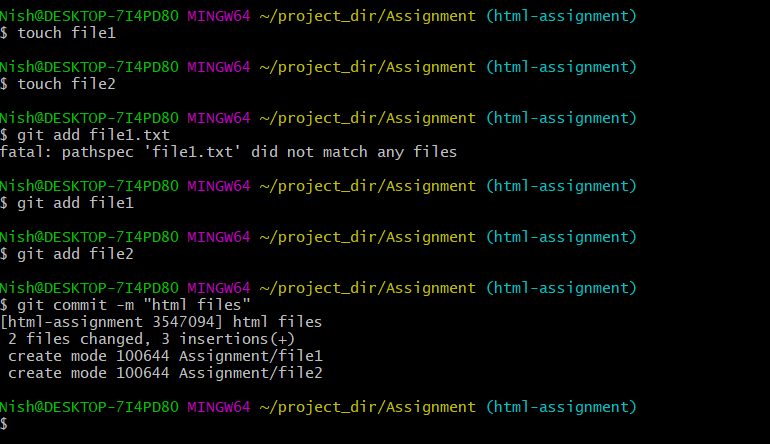 Nish@DESKTOP-7I4PD80 MINGW64 ~/project_dir/Assignment (html-assignment)
$ touch file1
Nish@DESKTOP-7I4PD80 MINGW64 ~/project_dir/Assignment (html-assignment)
$ touch file2
Nish@DESKTOP-7I4PD80 MINGW64 ~/project_dir/Assignment (html-assignment)
$ git add file1.txt
fatal: pathspec 'file1.txt' did not match any files
Nish@DESKTOP-7I4PD80 MINGW64 ~/project_dir/Assignment (html-assignment)
$ git add file1
Nish@DESKTOP-7I4PD80 MINGW64 ~/project_dir/Assignment (html-assignment)
$ git add file2
Nish@DESKTOP-7I4PD80 MINGW64 ~/project_dir/Assignment (html-assignment)
$ git commit -m "html files"
[html-assignment 3547094] html files
 2 files changed, 3 insertions(+)
 create mode 100644 Assignment/file1
 create mode 100644 Assignment/file2
Nish@DESKTOP-7I4PD80 MINGW64 ~/project_dir/Assignment (html-assignment)
$